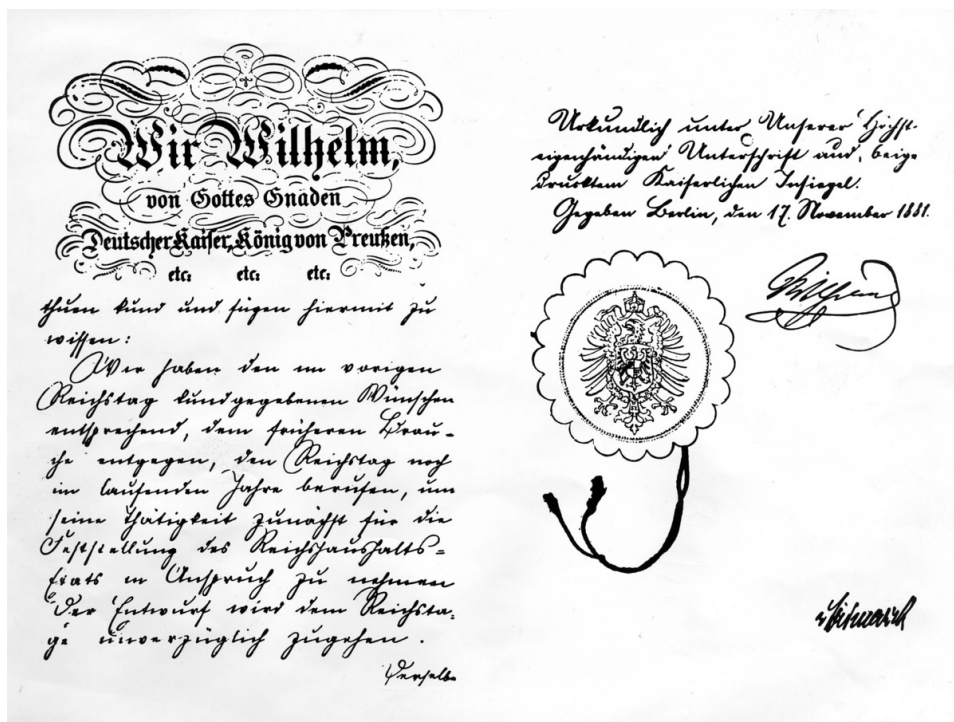 Wir Wilhelm,
von Gottes Gnaden
Deutscher Kaiser, König von Preußen,
etc. etc. etc.
thuen kund und fügen hiermit zu
wissen:
Wir haben den im vorigen
Reichstag kundgegebenen Wünschen
entsprechend, dem früheren Brau-
che entgegen, den Reichstag noch
im laufenden Jahre berufen, um
seine Thätigkeit zunächst für die
Feststellung des Reichshaushalts-
Etats in Anspruch zu nehmen
Der Entwurf wird dem Reichsta-
ge unverzüglich zugehen.
Derselbe
Urkundlich unter Unserer Höchst-
eigenhändigen Unterschrift und beige-
drucktem Kaiserlichen Insiegel.
Gegeben Berlin, den 17. November 1881.
Wilhelm
v Bismarck